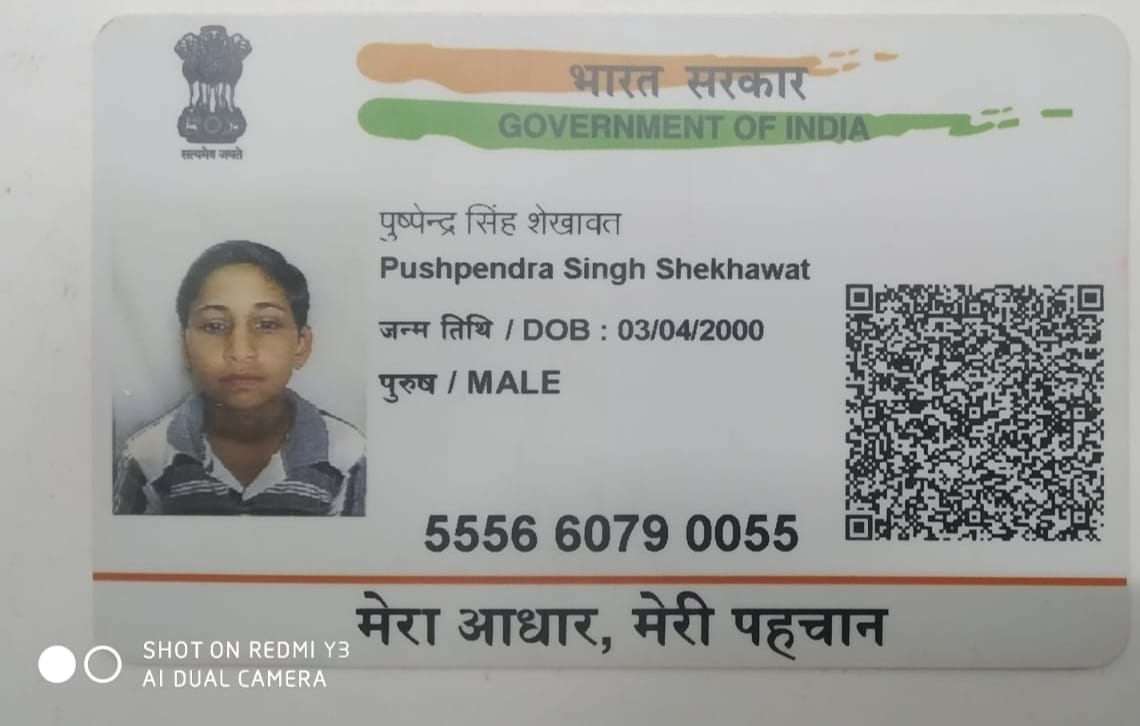 सत्यमेव जयते
भारत सरकार
GOVERNMENT OF INDIA
पुष्पेन्द्र सिंह शेखावत
Pushpendra Singh Shekhawat
जन्म तिथि / DOB : 03/04/2000
पुरुष / MALE
5556 6079 0055
मेरा आधार, मेरी पहचान
SHOT ON REDMI Y3
AI DUAL CAMERA